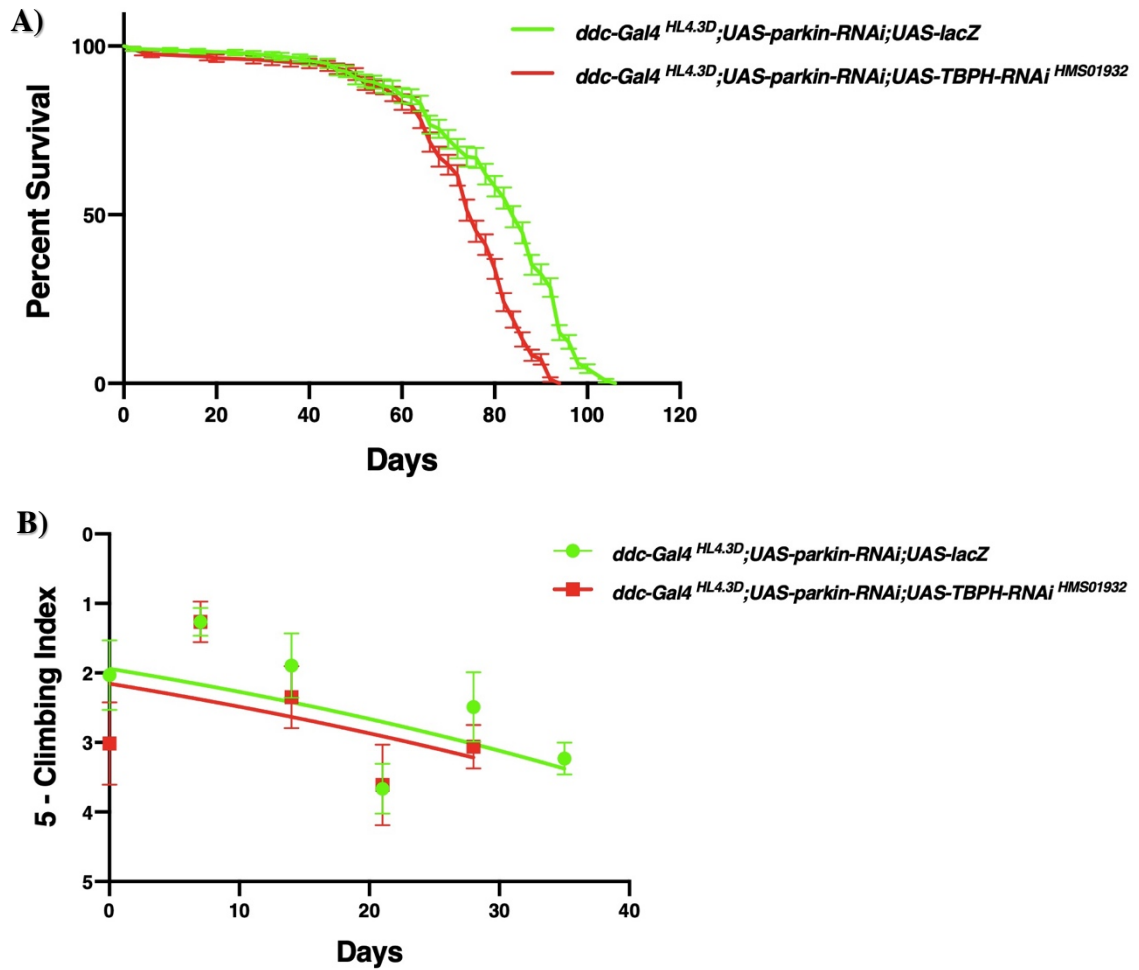 A)
ddc-Gal4 HL4.3D;UAS-parkin-RNAi;UAS-lacZ
ddc-Gal4 HL4.3D;UAS-parkin-RNAi;UAS-TBPH-RNAi HMS01932
100
50
0
Percent Survival
0 20 40 60 80 100 120
Days
B)
ddc-Gal4 HL4.3D;UAS-parkin-RNAi;UAS-lacZ
ddc-Gal4 HL4.3D;UAS-parkin-RNAi;UAS-TBPH-RNAi HMS01932
0
1
2
3
4
5
5 - Climbing Index
0 10 20 30 40
Days